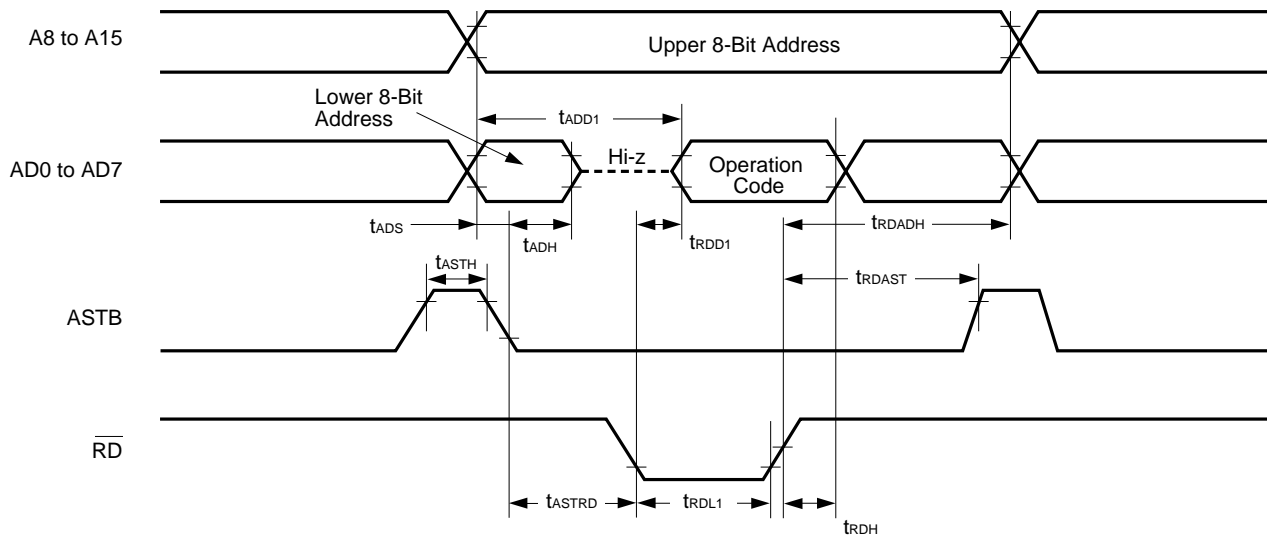 A8 to A15
Upper 8-Bit Address
Lower 8-Bit
Address
tADD1
AD0 to AD7
Hi-z
Operation
Code
tADS
tADH
tRDD1
tRDADH
tASTH
tRDAST
ASTB
RD
tASTRD
tRDL1
tRDH